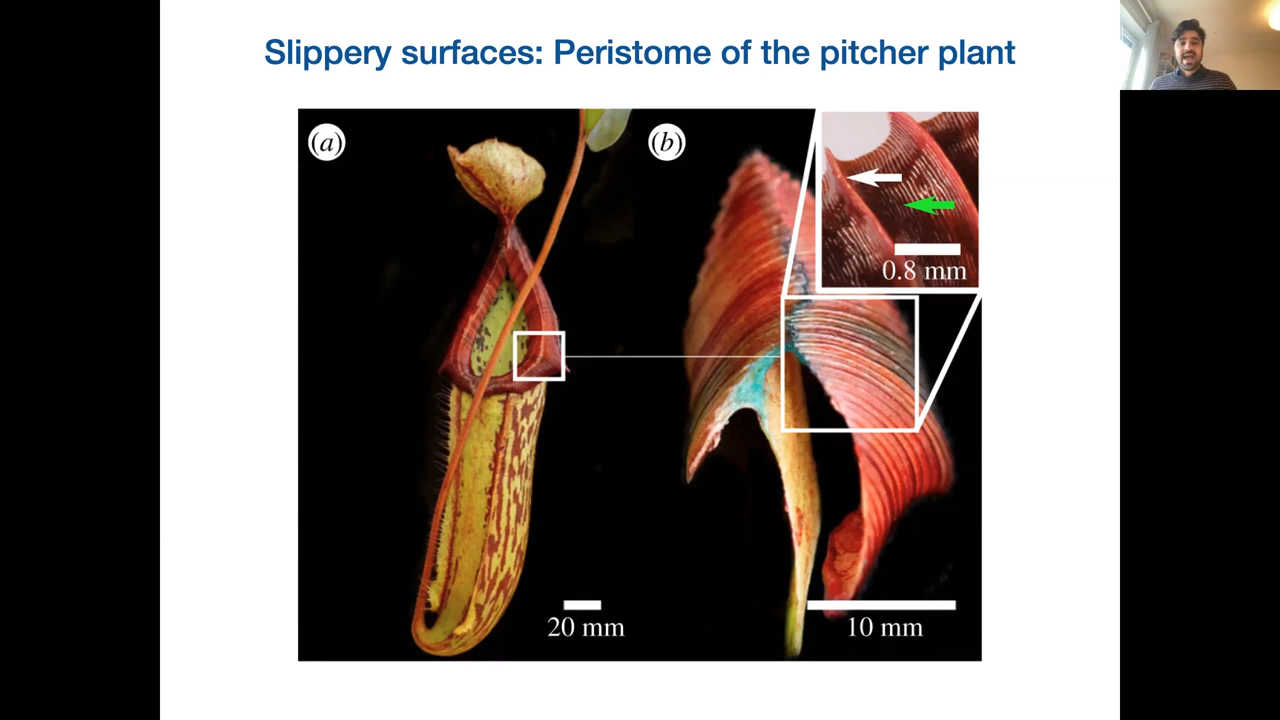 Slippery surfaces: Peristome of the pitcher plant
(a)
(b)
0.8 mm
20 mm
10 mm